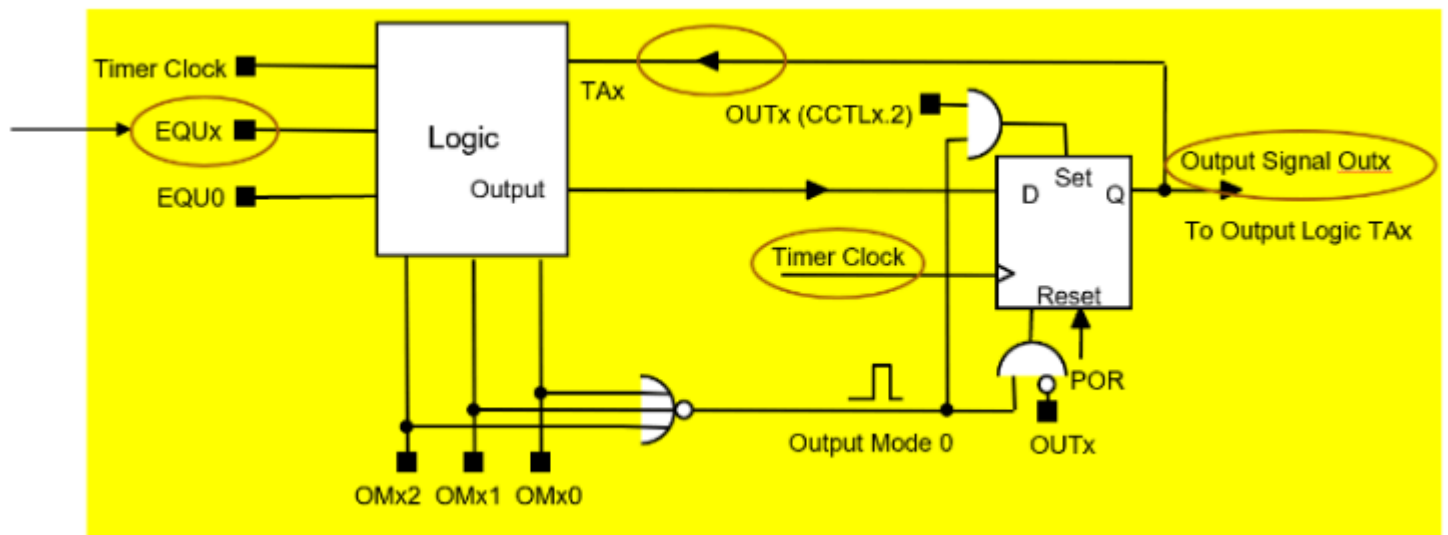 Timer Clock
EQUx
EQU0
Logic
Output
TAx
OUTx (CCTLx.2)
Set
D
Q
Output Signal Outx
To Output Logic TAx
Timer Clock
Reset
POR
OUTx
Output Mode 0
OMx2 OMx1 OMx0